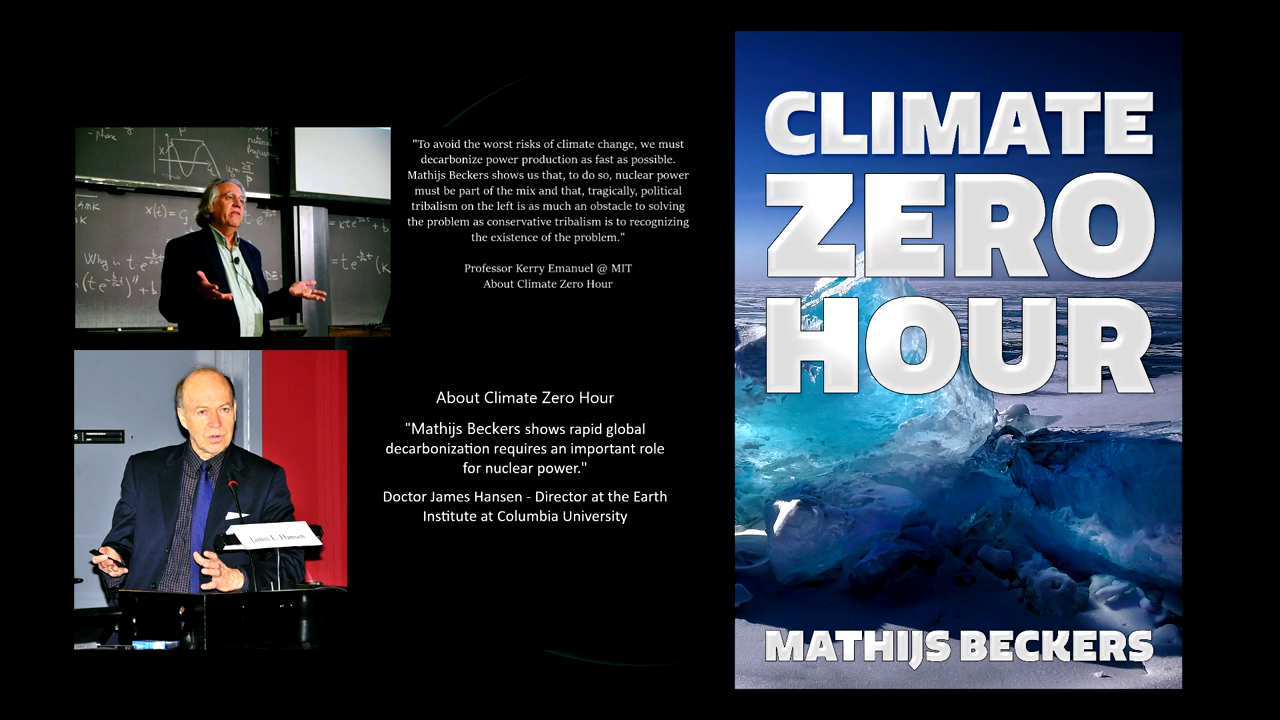 "To avoid the worst risks of climate change, we must
decarbonize power production as fast as possible.
Mathijs Beckers shows us that, to do so, nuclear power
must be part of the mix and that, tragically, political
tribalism on the left is as much an obstacle to solving
the problem as conservative tribalism is to recognizing
the existence of the problem."
Professor Kerry Emanuel @ MIT
About Climate Zero Hour
About Climate Zero Hour
"Mathijs Beckers shows rapid global
decarbonization requires an important role
for nuclear power."
Doctor James Hansen - Director at the Earth
Institute at Columbia University
James E. Hansen
CLIMATE
ZERO
HOUR
MATHIJS BECKERS